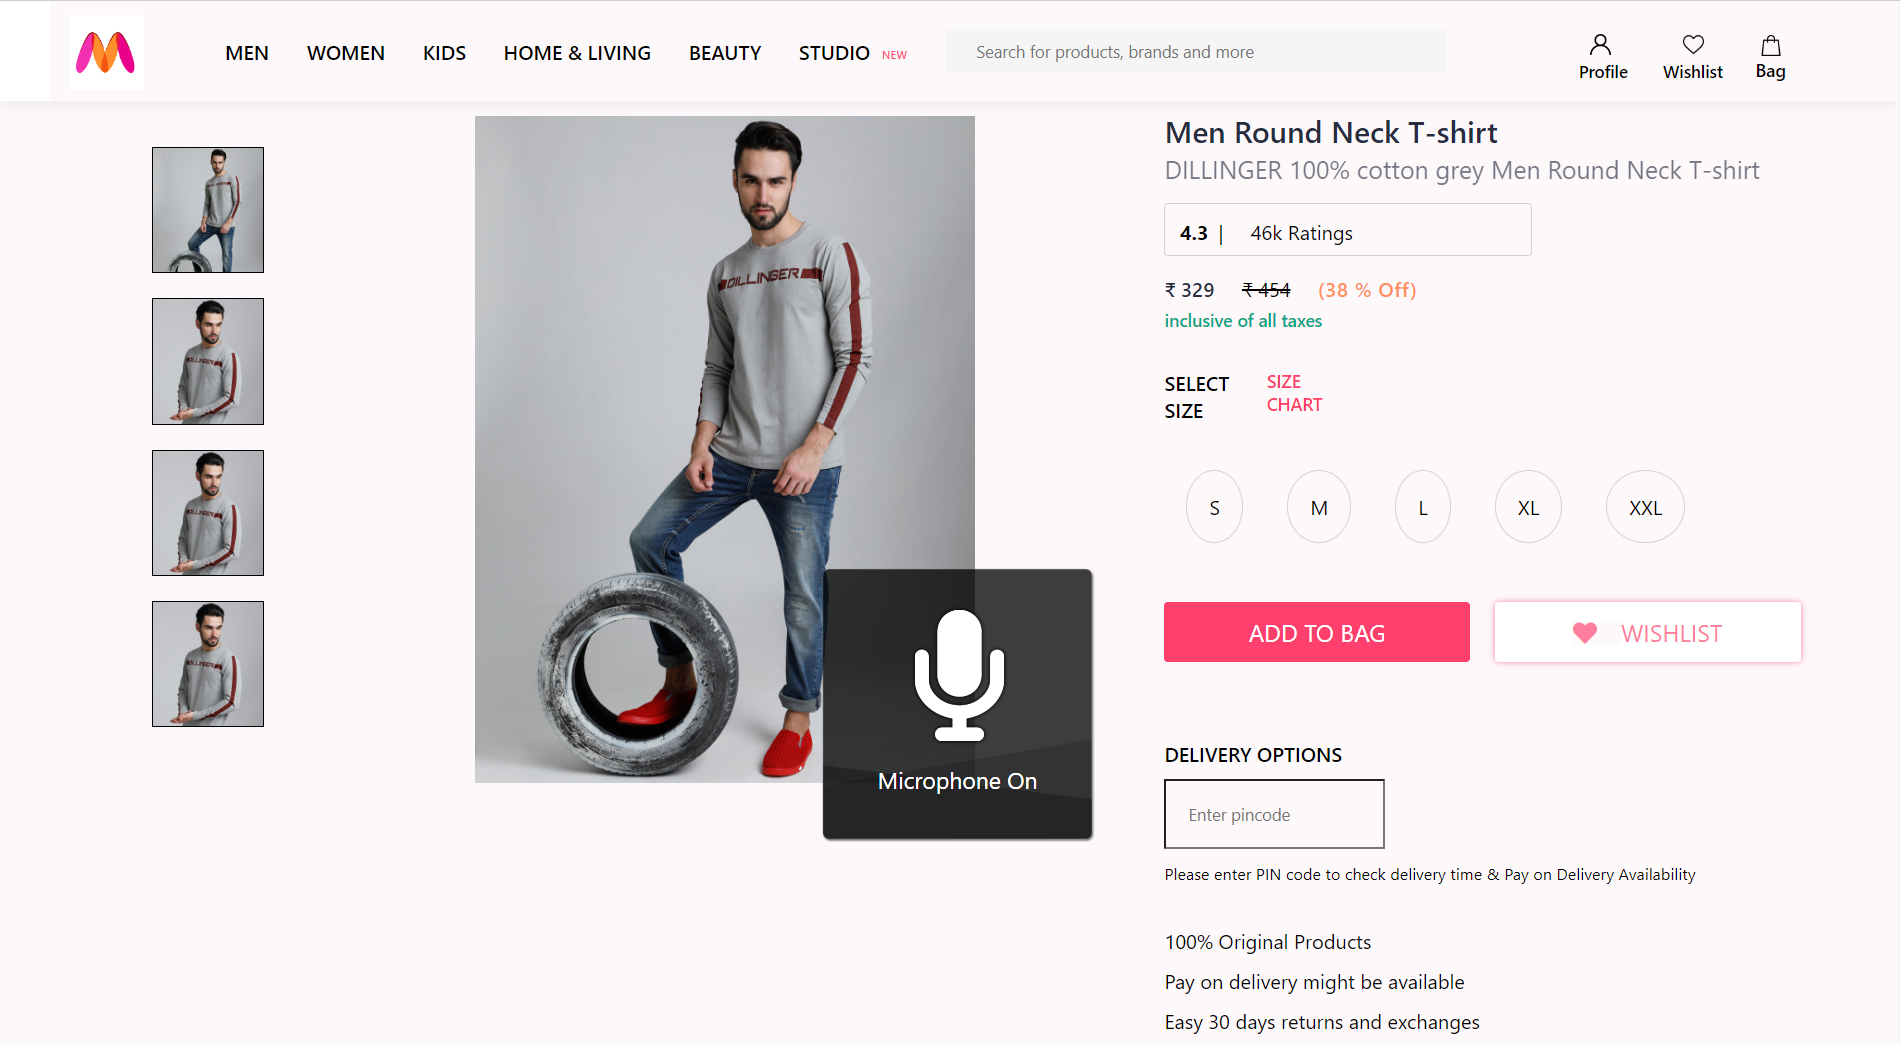 MEN
WOMEN
KIDS
HOME & LIVING
BEAUTY
STUDIO NEW
Search for products, brands and more
Profile
Wishlist
Bag
DILLINGER
Microphone On
Men Round Neck T-shirt
DILLINGER 100% cotton grey Men Round Neck T-shirt
4.3 | 46k Ratings
₹ 329 ₹ 454 (38 % Off)
inclusive of all taxes
SELECT
SIZE
SIZE
CHART
S
M
L
XL
XXL
ADD TO BAG
WISHLIST
DELIVERY OPTIONS
Enter pincode
Please enter PIN code to check delivery time & Pay on Delivery Availability
100% Original Products
Pay on delivery might be available
Easy 30 days returns and exchanges